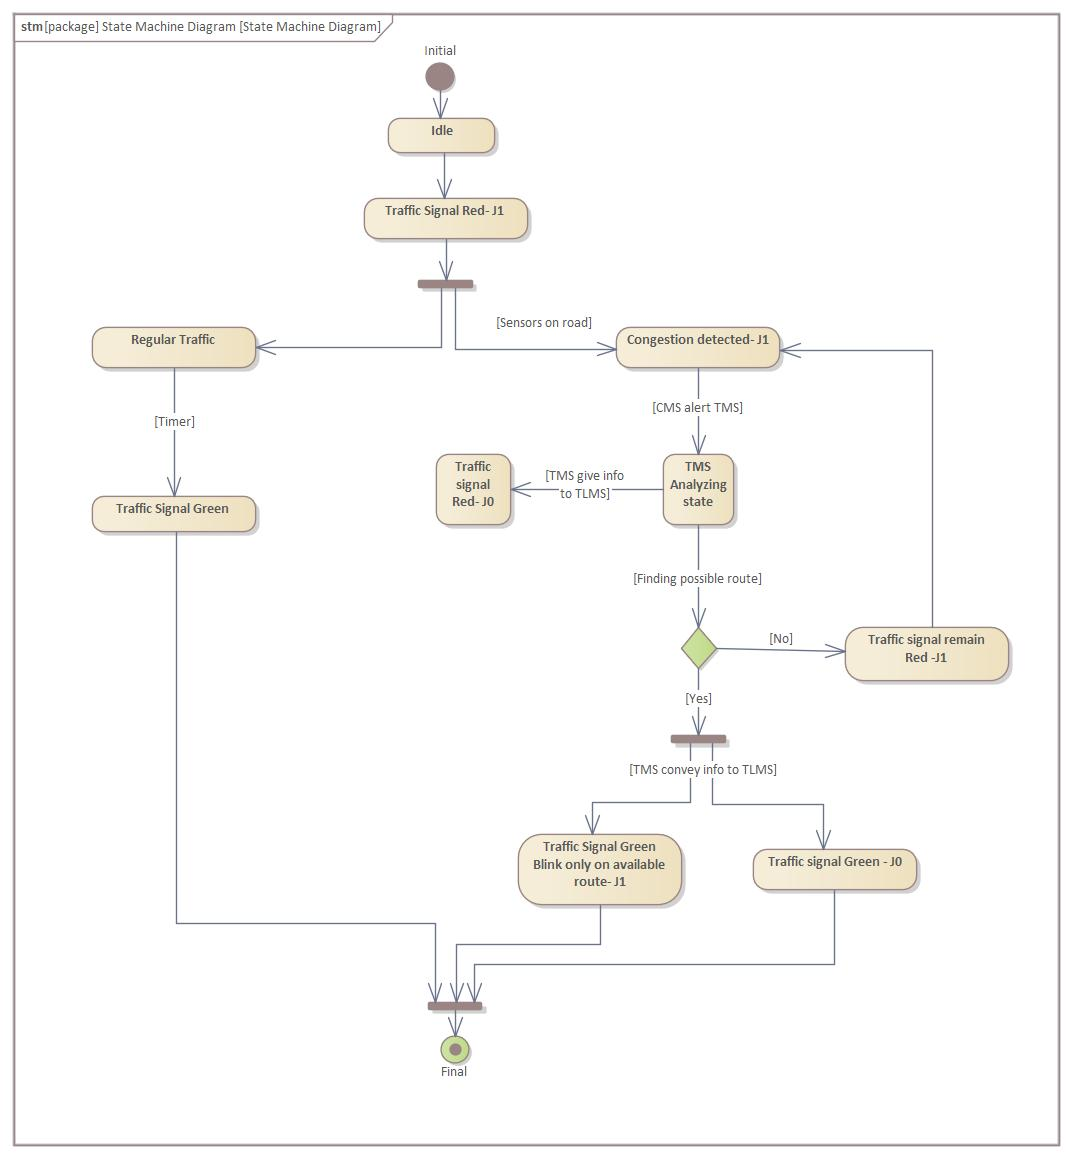 stm [package] State Machine Diagram [State Machine Diagram]
Initial
Idle
Traffic Signal Red- J1
[Sensors on road]
Regular Traffic
Congestion detected- J1
[Timer]
[CMS alert TMS]
Traffic
signal
Red- J0
[TMS give info
to TLMS]
TMS
Analyzing
state
Traffic Signal Green
[Finding possible route]
[No]
Traffic signal remain
Red -J1
[Yes]
[TMS convey info to TLMS]
Traffic Signal Green
Blink only on available
route- J1
Traffic signal Green - J0
Final